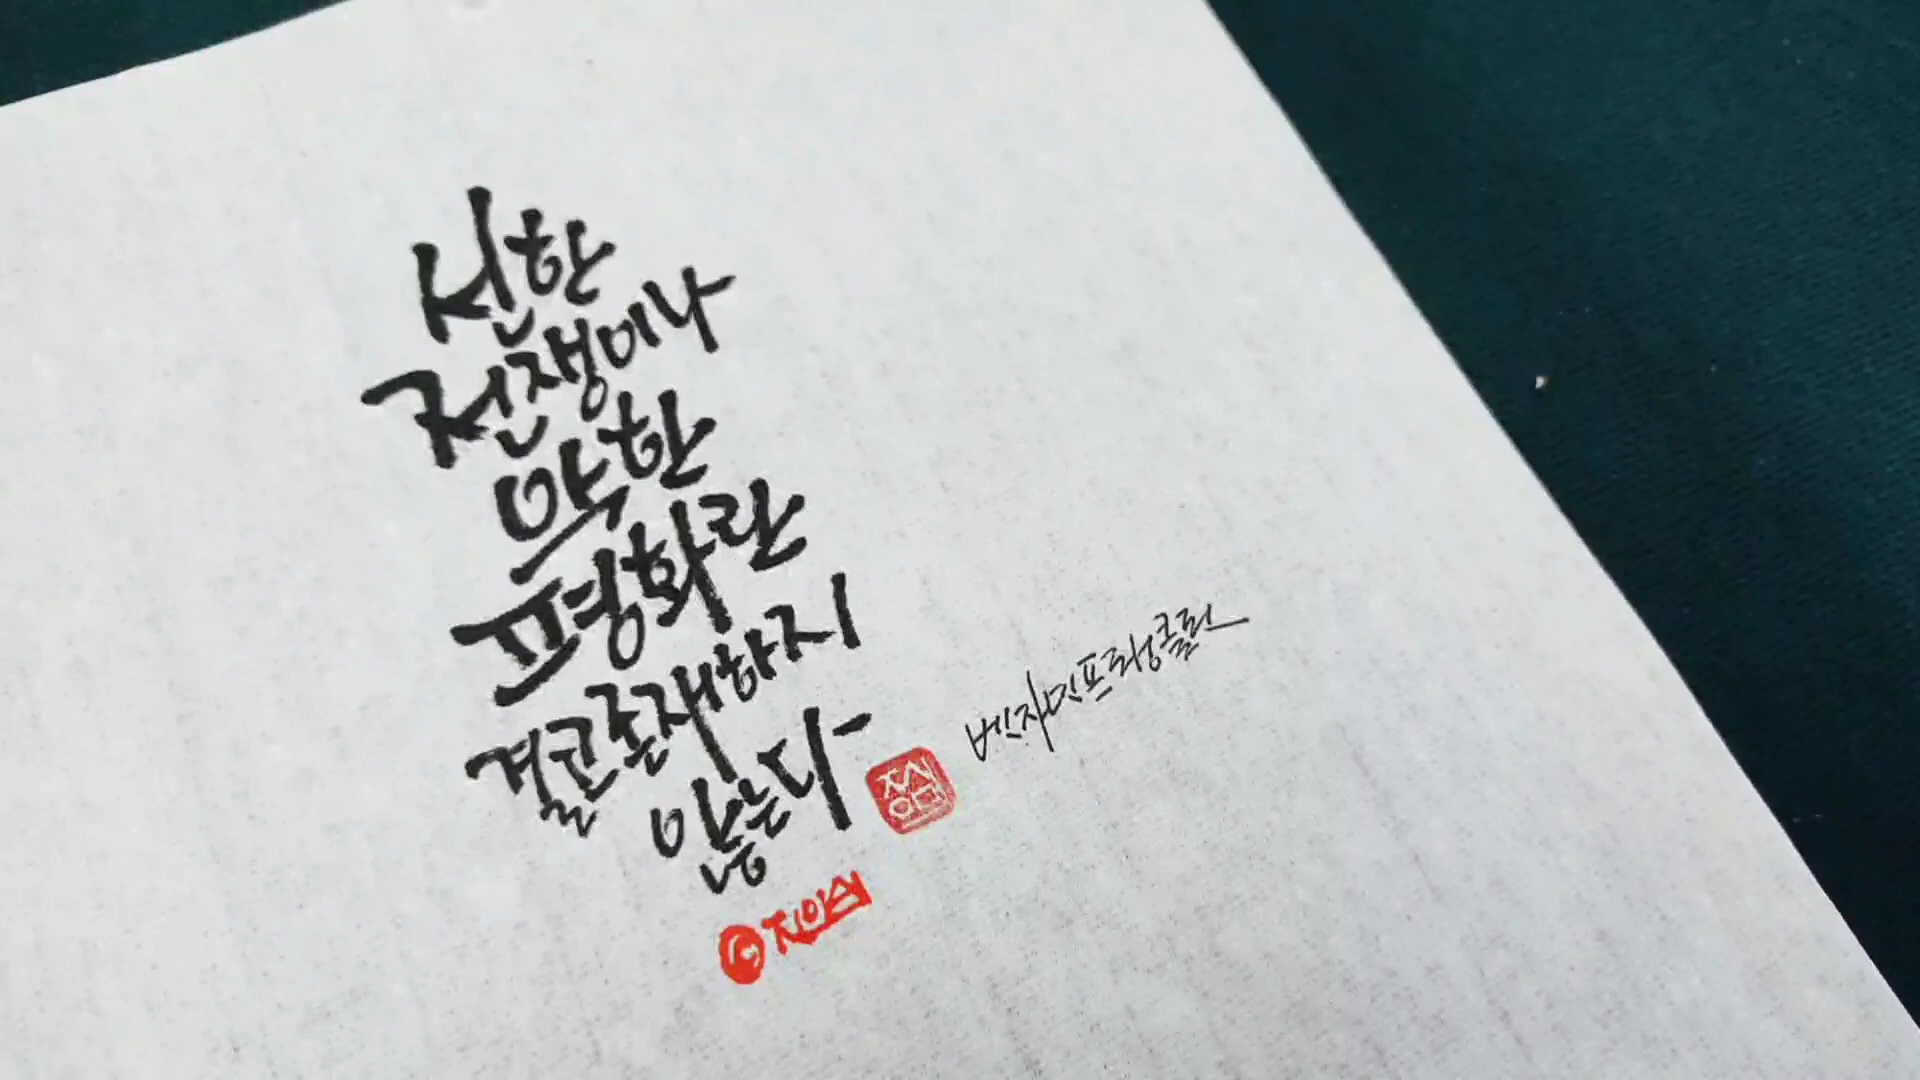 선한
전쟁이나
악한
평화란
결코 존재하지
않는다
벤자민 프랭클린